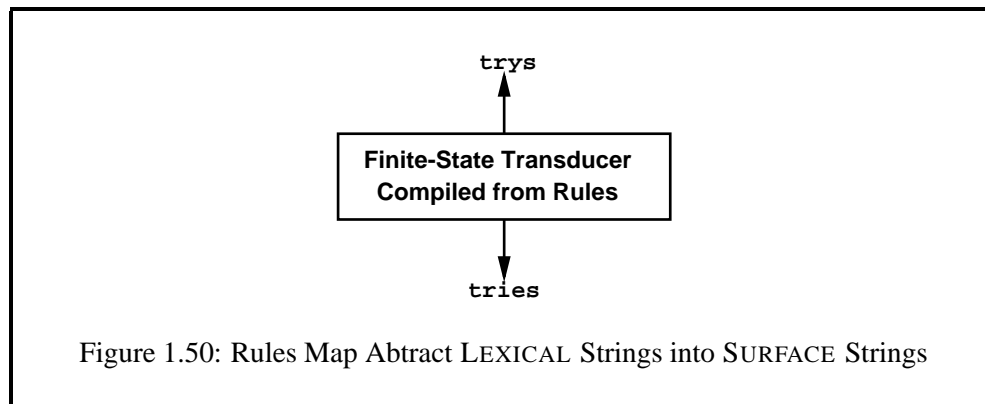 trys
Finite-State Transducer
Compiled from Rules
tries
Figure 1.50: Rules Map Abtract LEXICAL Strings into SURFACE Strings